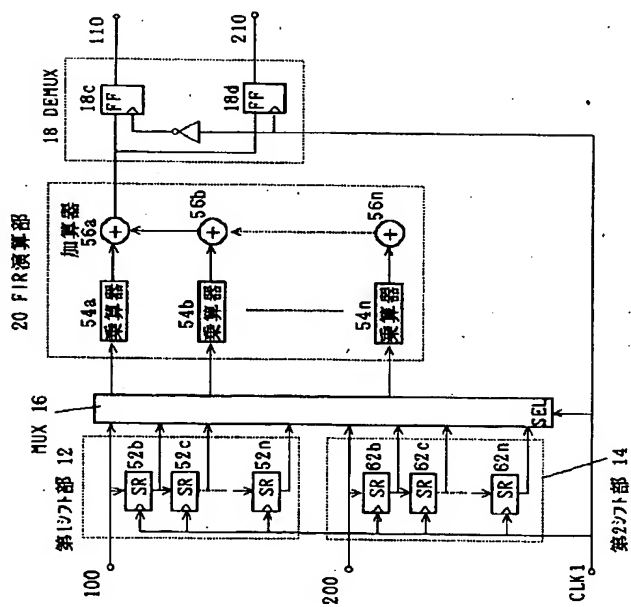 第1シフト部 12
MUX 16
20 FIR演算部
18 DEMUX
100
SR
52b
SR
52c
SR
52n
200
SR
62b
SR
62c
SR
62n
SEL
第2シフト部 14
CLK1
54a
乗算器
54b
乗算器
54n
乗算器
加算器
56a
+
56b
+
56n
+
18c
FF
18d
FF
110
210